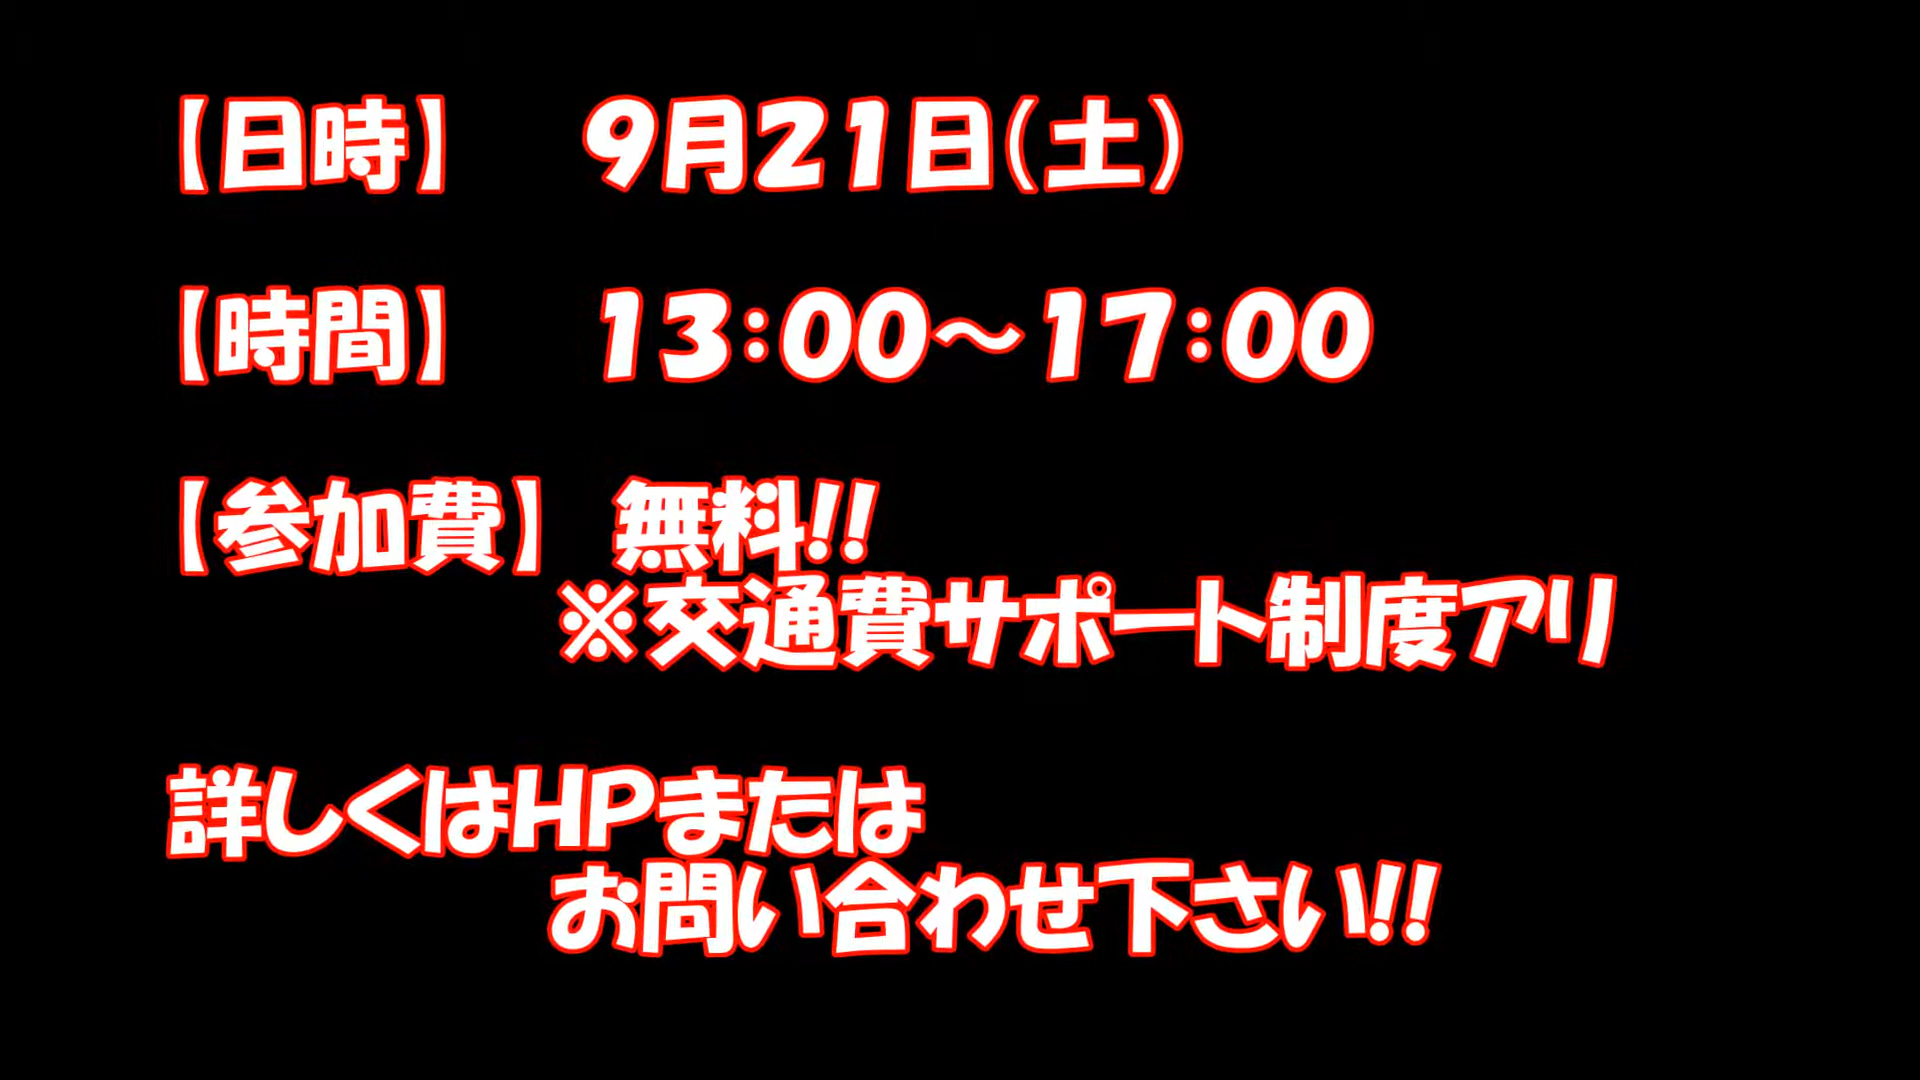 【日時】　９月２１日（土）
【時間】　１３：００～１７：００
【参加費】　無料！！
※交通費サポート制度アリ
詳しくはHPまたは
お問い合わせ下さい！！